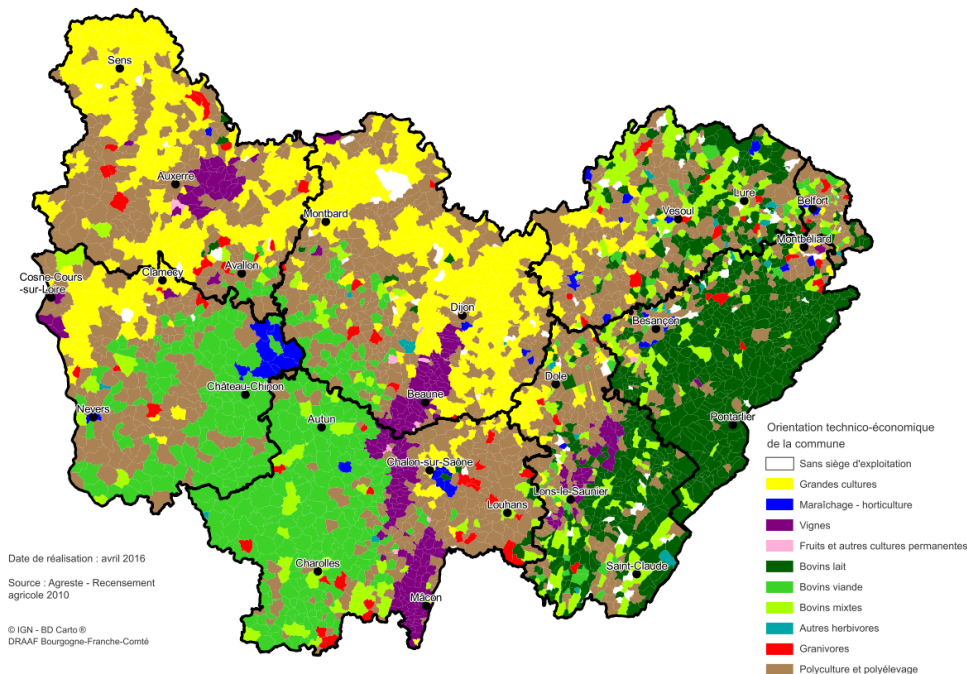 Sens
Auxerre
Montbard
Vesoul
Lure
Belfort
Montbéliard
Cosne-Cours
-sur-Loire
Clamecy
Avallon
Dijon
Besançon
Château-Chinon
Beaune
Dole
Nevers
Autun
Pontarlier
Chalon-sur-Saône
Louhans
Lons-le-Saunier
Charolles
Saint-Claude
Mâcon
Orientation technico-économique
de la commune
Sans siège d'exploitation
Grandes cultures
Maraîchage - horticulture
Vignes
Fruits et autres cultures permanentes
Bovins lait
Bovins viande
Bovins mixtes
Autres herbivores
Granivores
Polyculture et polyélevage
Date de réalisation : avril 2016
Source : Agreste - Recensement
agricole 2010
© IGN - BD Carto ®
DRAAF Bourgogne-Franche-Comté